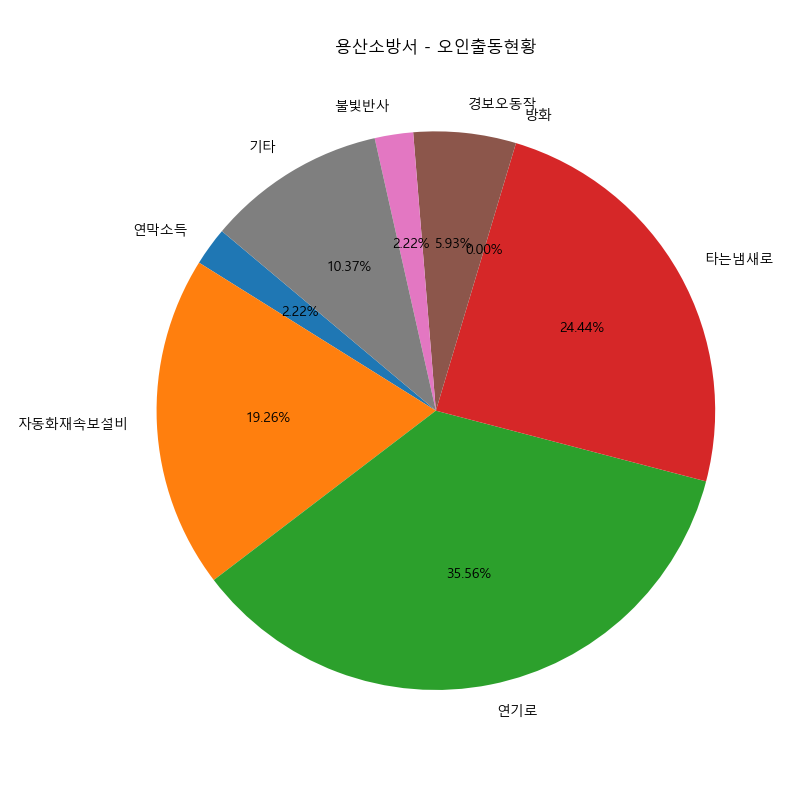 용산소방서 - 오인출동현황
불빛반사
경보오동작
방화
기타
연막소득
타는냄새로
2.22%
5.93%
0.00%
10.37%
2.22%
24.44%
자동화재속보설비
19.26%
35.56%
연기로